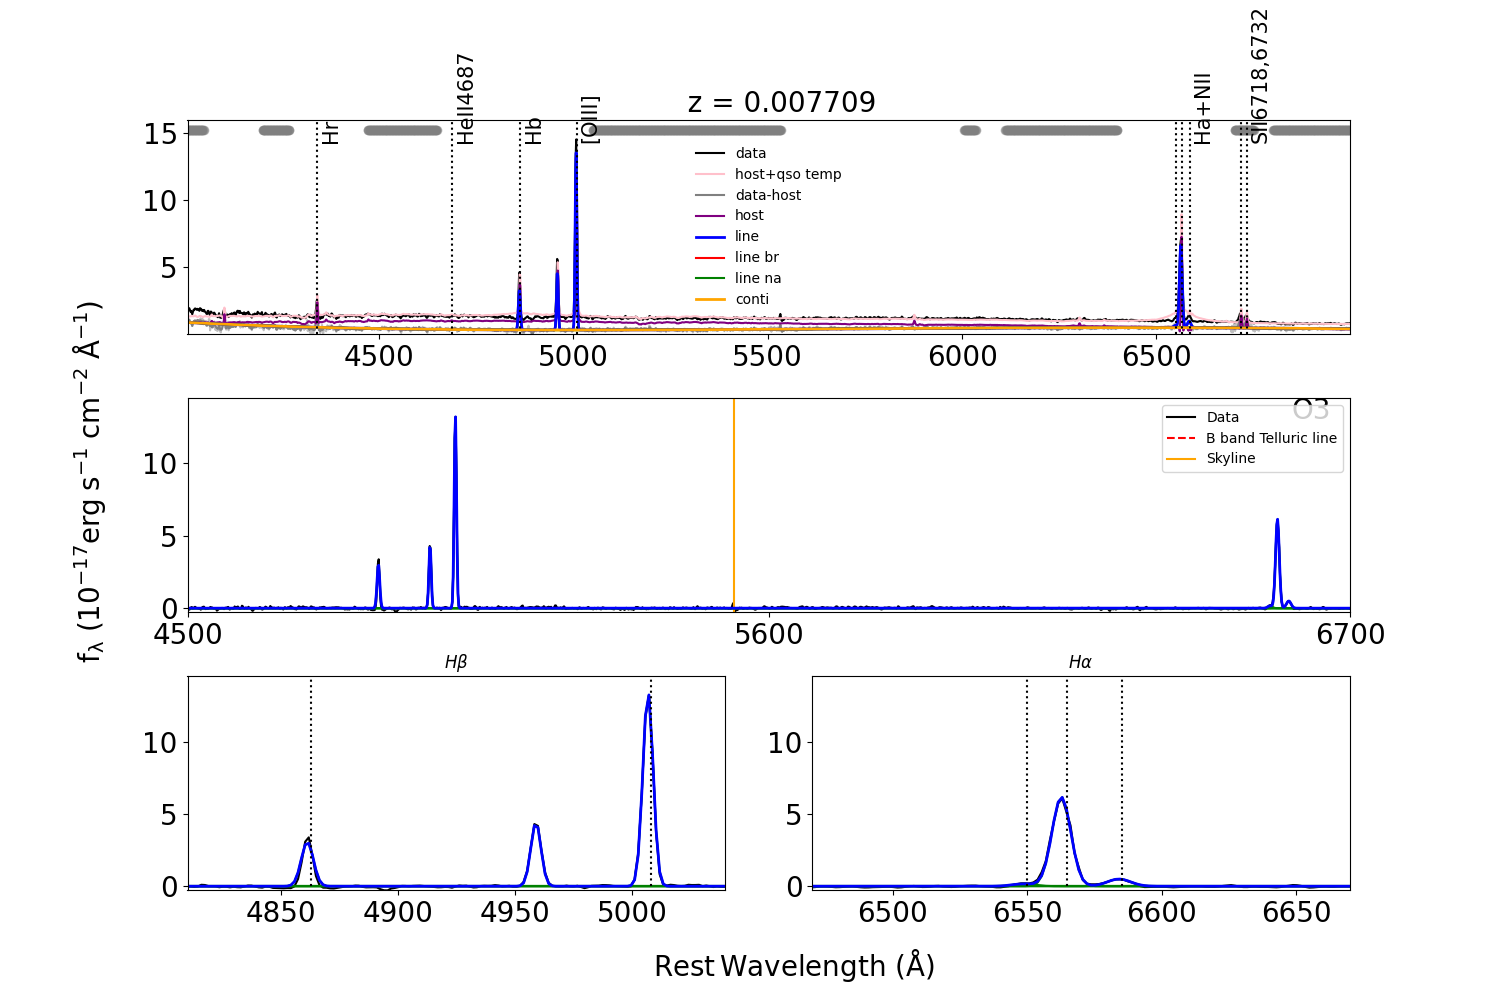 z = 0.007709
Hr
HeII4687
Hb
[OIII]
Ha+NII
SII6718,6732
15
10
5
data
host+qso temp
data-host
host
line
line br
line na
conti
4500 5000 5500 6000 6500
fλ (10−17erg s−1 cm−2 Å−1)
O3
10
5
0
Data
B band Telluric line
Skyline
4500 5600 6700
Hβ
10
5
0
4850 4900 4950 5000
Hα
10
5
0
6500 6550 6600 6650
Rest Wavelength (Å)